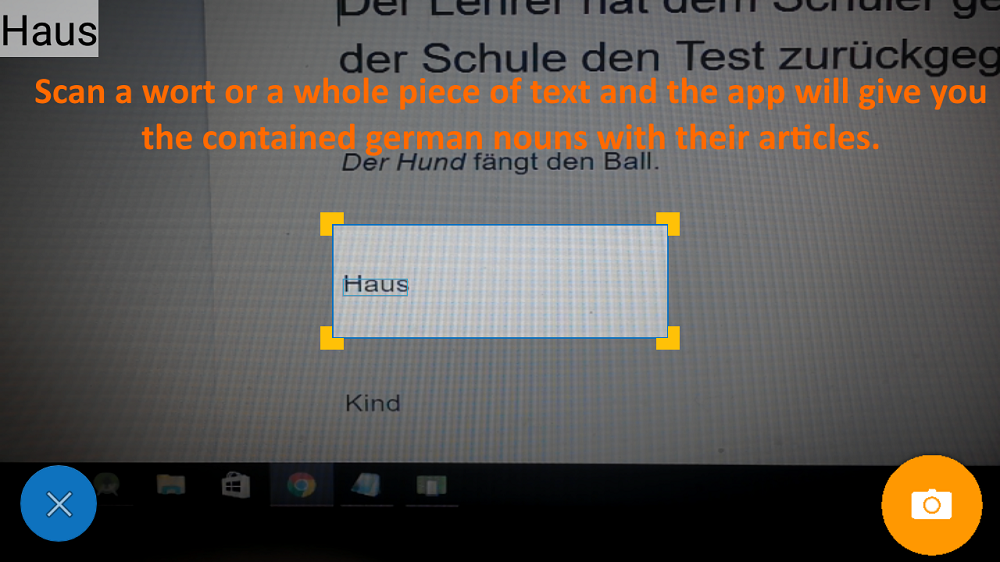 Haus
Der Lehrer hat dem Schüler ge
der Schule den Test zurückgeg
Scan a wort or a whole piece of text and the app will give you
the contained german nouns with their articles.
Der Hund fängt den Ball.
Haus
Kind